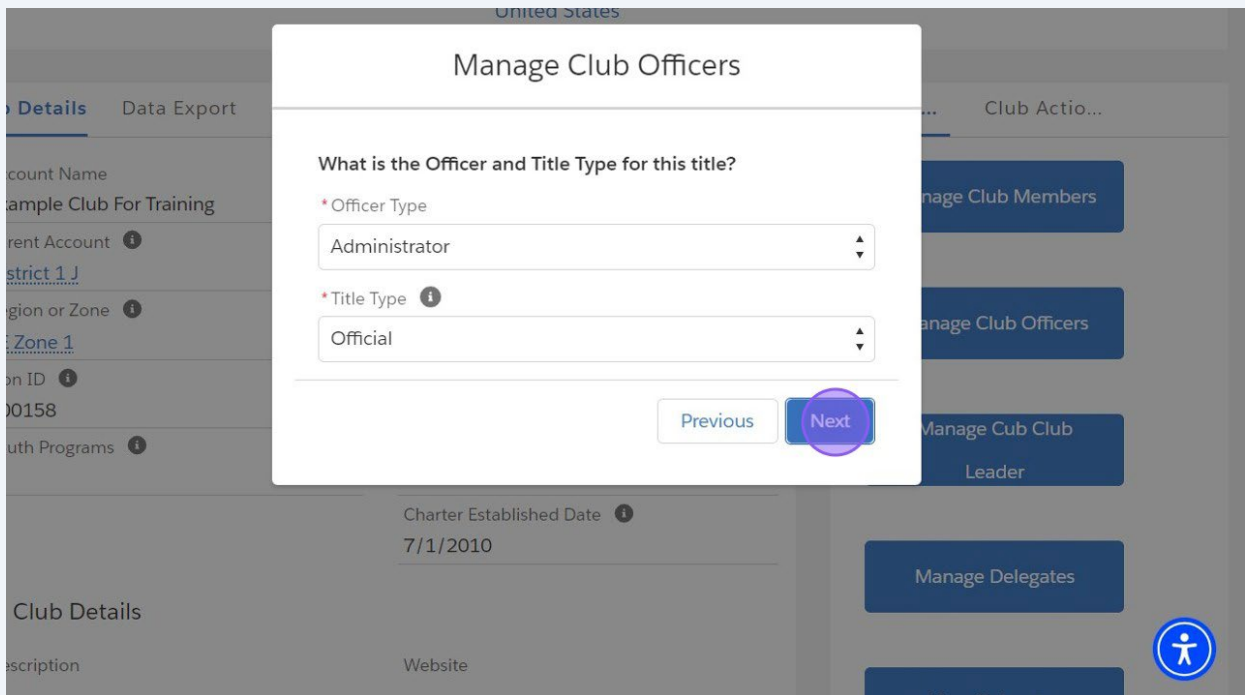 United States
Manage Club Officers
Details
Data Export
Club Actio...
What is the Officer and Title Type for this title?
*Officer Type
Administrator
*Title Type
Official
Previous
Next
count Name
ample Club For Training
rent Account
strict 1 J
gion or Zone
Zone 1
on ID
00158
uth Programs
Charter Established Date
7/1/2010
Club Details
escription
Website
nage Club Members
anage Club Officers
Manage Cub Club
Leader
Manage Delegates